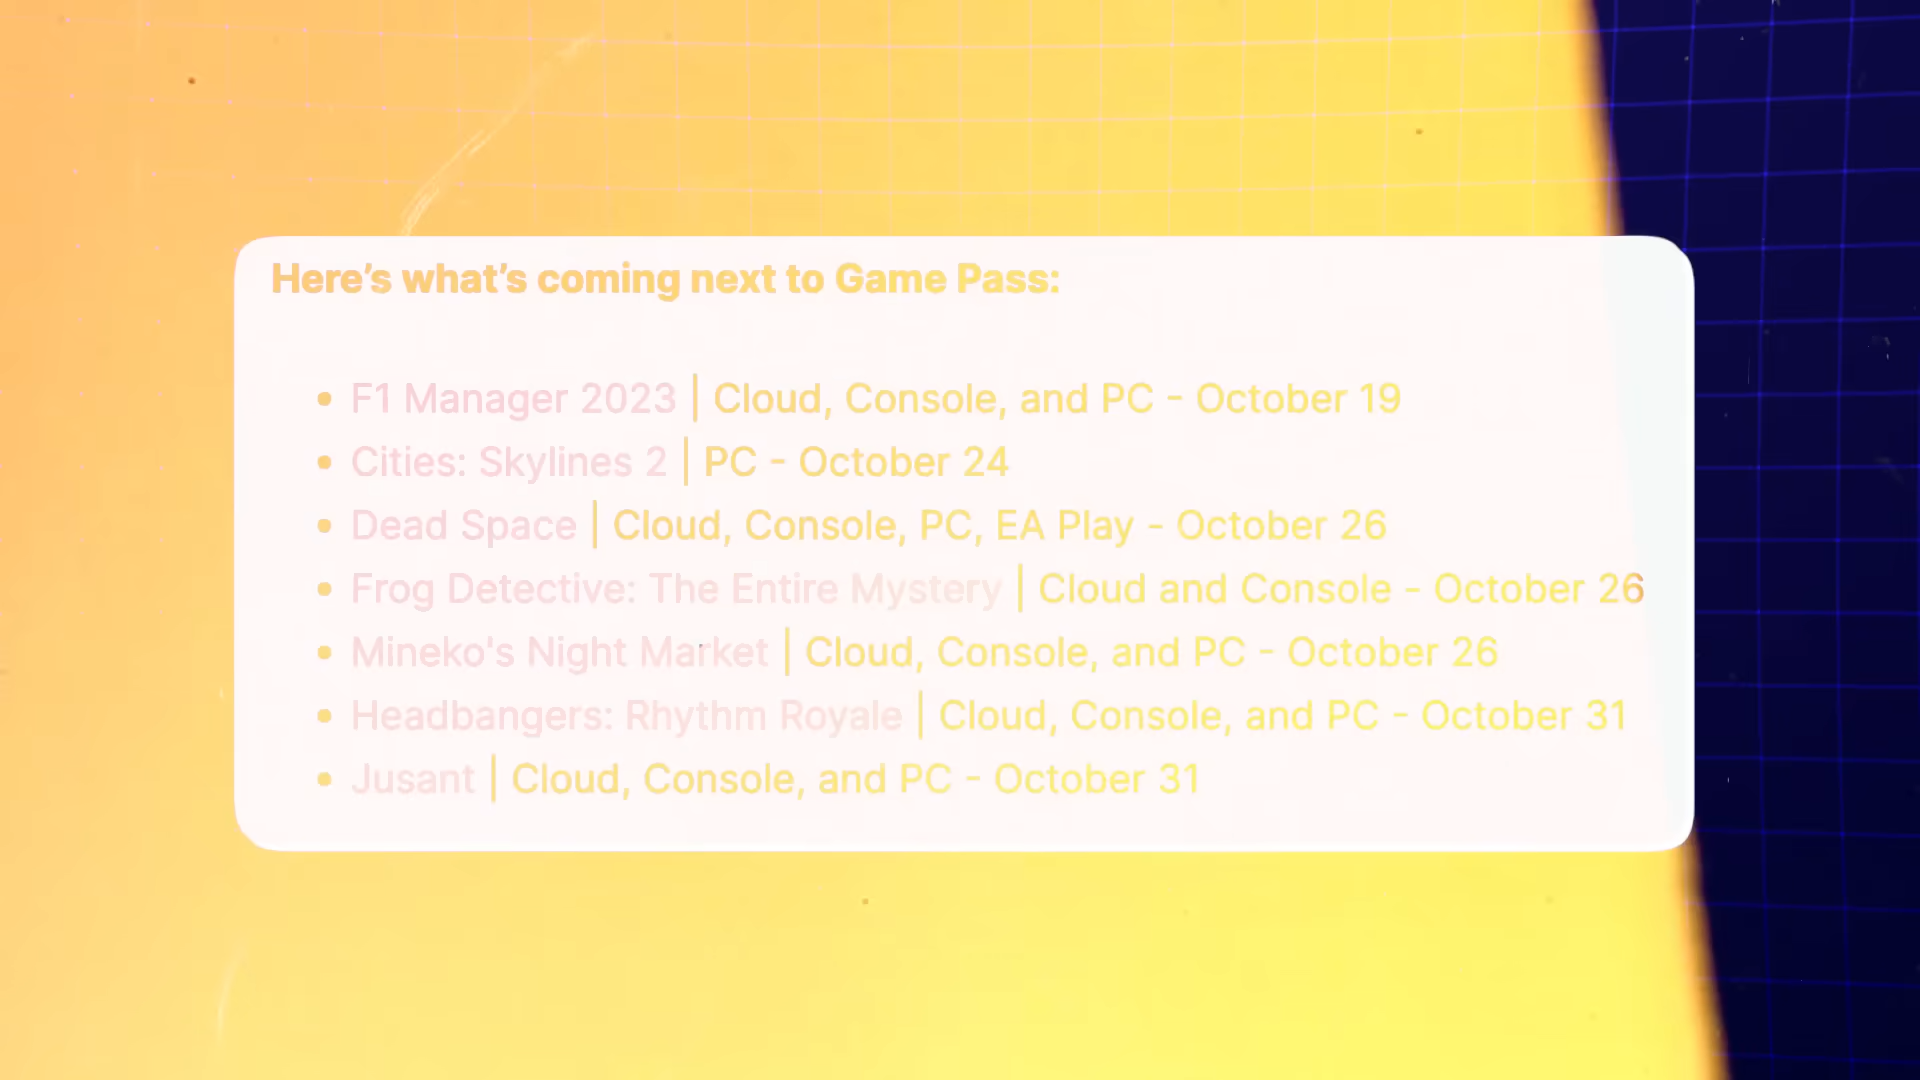 Here’s what’s coming next to Game Pass:
• F1 Manager 2023 | Cloud, Console, and PC - October 19
• Cities: Skylines 2 | PC - October 24
• Dead Space | Cloud, Console, PC, EA Play - October 26
• Frog Detective: The Entire Mystery | Cloud and Console - October 26
• Mineko's Night Market | Cloud, Console, and PC - October 26
• Headbangers: Rhythm Royale | Cloud, Console, and PC - October 31
• Jusant | Cloud, Console, and PC - October 31